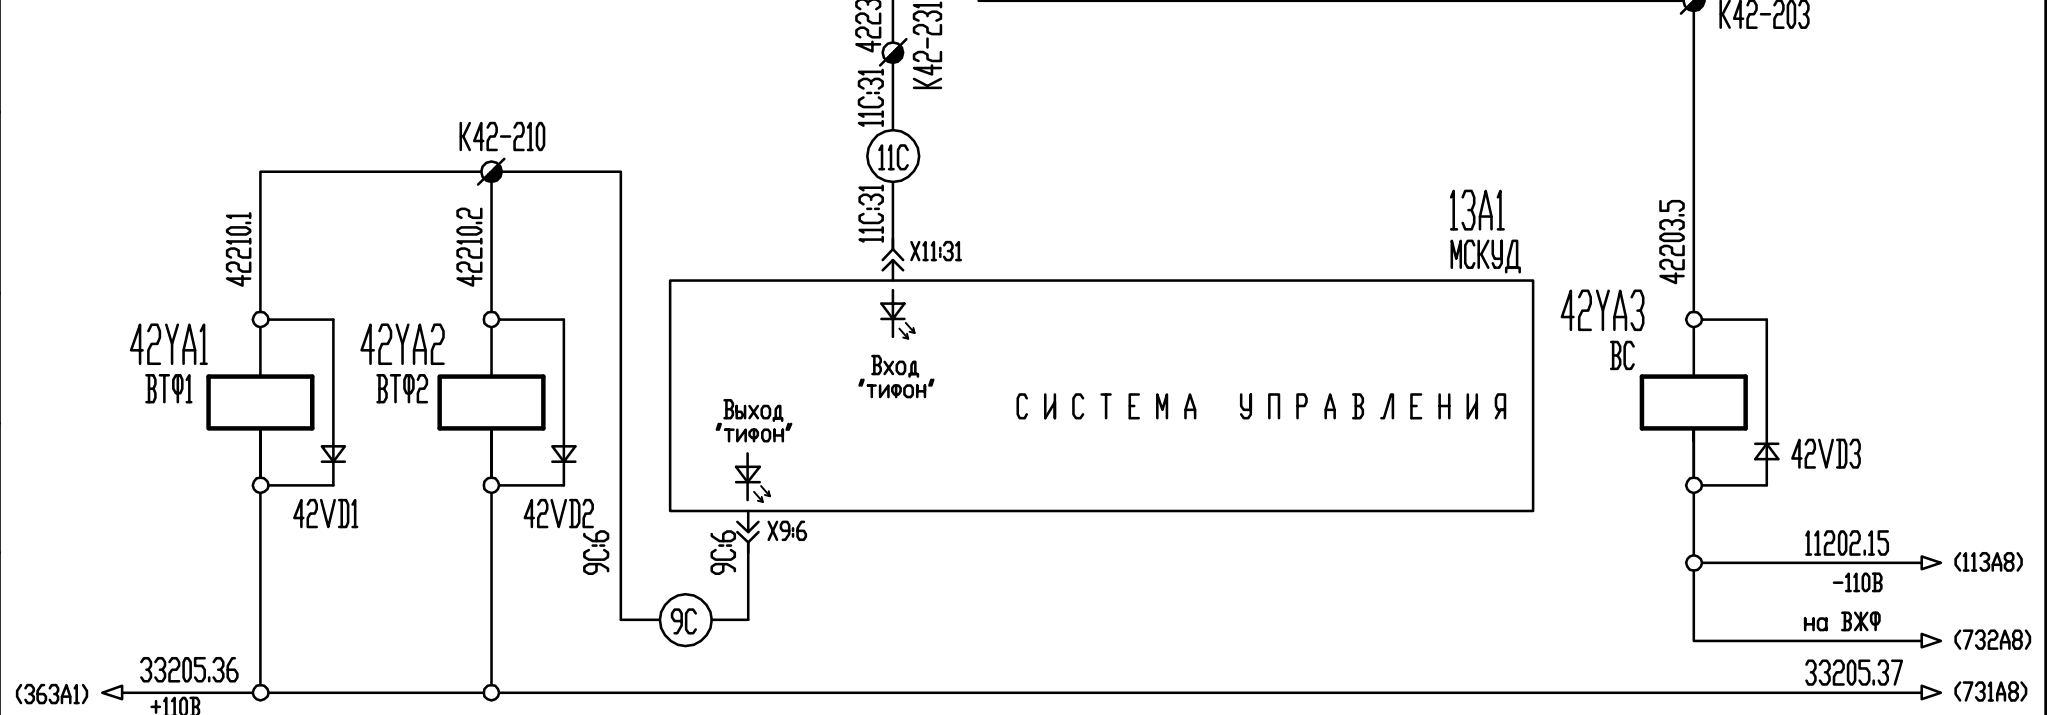 К42-203
4223
К42-231
11С:31
К42-210
11С
42210.1
42210.2
11С:31
Х11:31
13А1
МСКУД
42203.5
42YA1
ВТФ1
42YA2
ВТФ2
42YA3
ВС
Вход
"тифон"
Выход
"тифон"
СИСТЕМА УПРАВЛЕНИЯ
42VD3
42VD1
42VD2
9С:6
9С:6
Х9:6
11202.15
(113А8)
-110В
9С
на ВЖФ
(732А8)
33205.36
33205.37
(363А1)
(731А8)
+110В